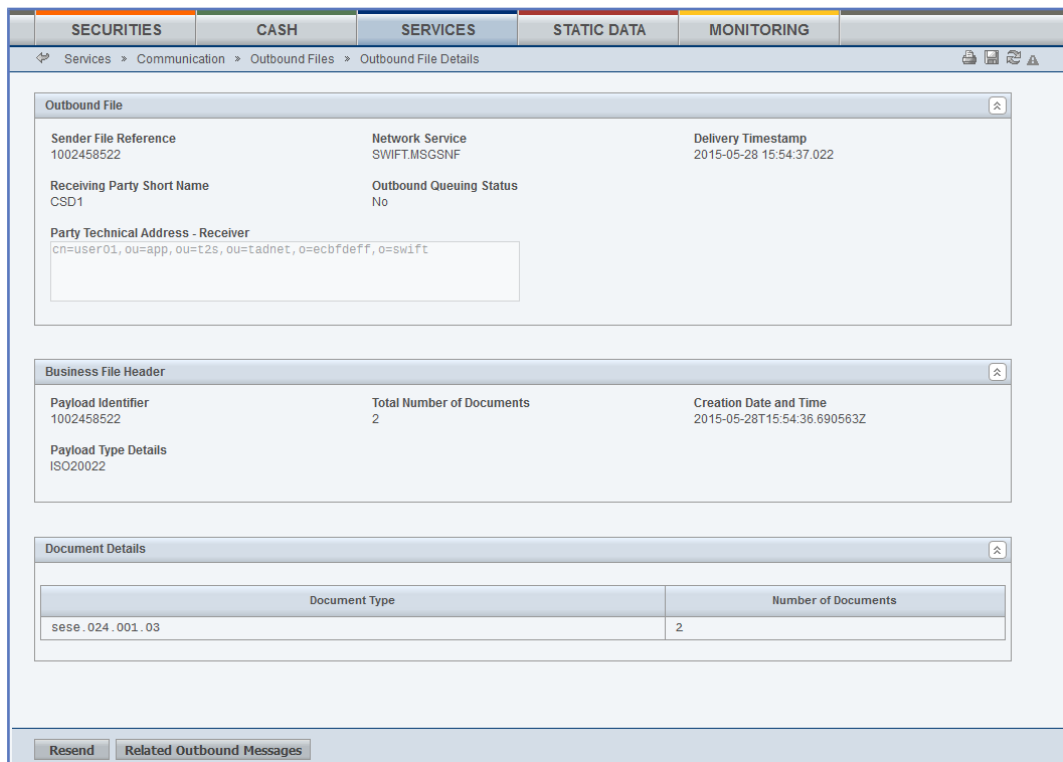 SECURITIES CASH SERVICES STATIC DATA MONITORING
Services » Communication » Outbound Files » Outbound File Details
Outbound File
Sender File Reference Network Service Delivery Timestamp
1002458522 SWIFT.MSGSNF 2015-05-28 15:54:37.022
Receiving Party Short Name Outbound Queuing Status
CSD1 No
Party Technical Address - Receiver
cn=user01,ou=app,ou=t2s,ou=tadnet,o=ecbfdeff,o=swift
Business File Header
Payload Identifier Total Number of Documents Creation Date and Time
1002458522 2 2015-05-28T15:54:36.690563Z
Payload Type Details
ISO20022
Document Details
Document Type Number of Documents
sese.024.001.03 2
Resend Related Outbound Messages